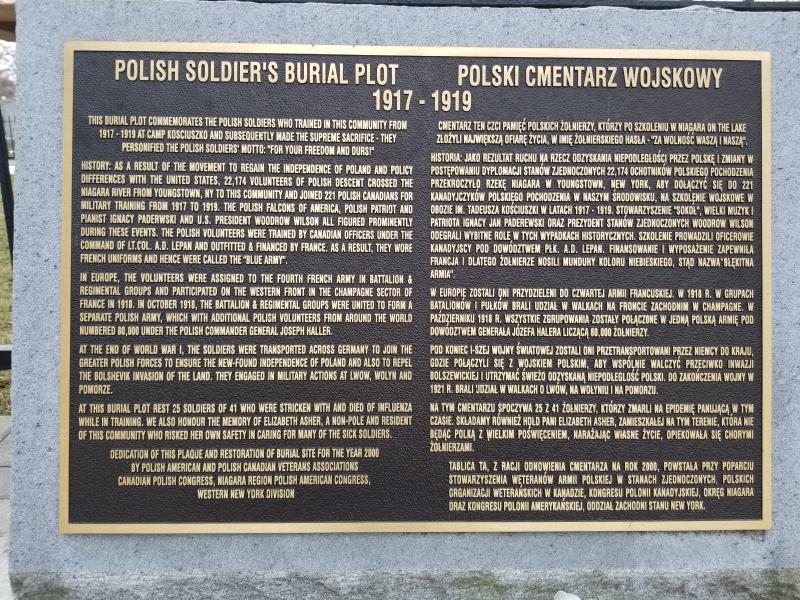 POLISH SOLDIER'S BURIAL PLOT
POLSKI CMENTARZ WOJSKOWY
1917 - 1919
THIS BURIAL PLOT COMMEMORATES THE POLISH SOLDIERS WHO TRAINED IN THIS COMMUNITY FROM
1917 - 1919 AT CAMP KOSCIUSZKO AND SUBSEQUENTLY MADE THE SUPREME SACRIFICE - THEY
PERSONIFIED THE POLISH SOLDIERS' MOTTO: "FOR YOUR FREEDOM AND OURS!"
HISTORY: AS A RESULT OF THE MOVEMENT TO REGAIN THE INDEPENDENCE OF POLAND AND POLICY
DIFFERENCES WITH THE UNITED STATES, 22,174 VOLUNTEERS OF POLISH DESCENT CROSSED THE
NIAGARA RIVER FROM YOUNGSTOWN, NY TO THIS COMMUNITY AND JOINED 221 POLISH CANADIANS FOR
MILITARY TRAINING FROM 1917 TO 1919. THE POLISH FALCONS OF AMERICA, POLISH PATRIOT AND
PIANIST IGNACY PADERWSKI AND U.S. PRESIDENT WOODROW WILSON ALL FIGURED PROMINENTLY
DURING THESE EVENTS. THE POLISH VOLUNTEERS WERE TRAINED BY CANADIAN OFFICERS UNDER THE
COMMAND OF LT.COL. A.D. LEPAN AND OUTFITTED & FINANCED BY FRANCE. AS A RESULT, THEY WORE
FRENCH UNIFORMS AND HENCE WERE CALLED THE "BLUE ARMY".
IN EUROPE, THE VOLUNTEERS WERE ASSIGNED TO THE FOURTH FRENCH ARMY IN BATTALION &
REGIMENTAL GROUPS AND PARTICIPATED ON THE WESTERN FRONT IN THE CHAMPAGNE SECTOR OF
FRANCE IN 1918. IN OCTOBER 1918, THE BATTALION & REGIMENTAL GROUPS WERE UNITED TO FORM A
SEPARATE POLISH ARMY, WHICH WITH ADDITIONAL POLISH VOLUNTEERS FROM AROUND THE WORLD
NUMBERED 80,000 UNDER THE POLISH COMMANDER GENERAL JOSEPH HALLER.
AT THE END OF WORLD WAR I, THE SOLDIERS WERE TRANSPORTED ACROSS GERMANY TO JOIN THE
GREATER POLISH FORCES TO ENSURE THE NEW-FOUND INDEPENDENCE OF POLAND AND ALSO TO REPEL
THE BOLSHEVIK INVASION OF THE LAND. THEY ENGAGED IN MILITARY ACTIONS AT LWOW, WOLYN AND
POMORZE.
AT THIS BURIAL PLOT REST 25 SOLDIERS OF 41 WHO WERE STRICKEN WITH AND DIED OF INFLUENZA
WHILE IN TRAINING. WE ALSO HONOUR THE MEMORY OF ELIZABETH ASHER, A NON-POLE AND RESIDENT
OF THIS COMMUNITY WHO RISKED HER OWN SAFETY IN CARING FOR MANY OF THE SICK SOLDIERS.
DEDICATION OF THIS PLAQUE AND RESTORATION OF BURIAL SITE FOR THE YEAR 2000
BY POLISH AMERICAN AND POLISH CANADIAN VETERANS ASSOCIATIONS
CANADIAN POLISH CONGRESS, NIAGARA REGION POLISH AMERICAN CONGRESS,
WESTERN NEW YORK DIVISION
CMENTARZ TEN CZCI PAMIĘĆ POLSKICH ŻOŁNIERZY, KTÓRZY PO SZKOLENIU W NIAGARA ON THE LAKE
ZŁOŻYLI NAJWIĘKSZĄ OFIARĘ ŻYCIA, W IMIĘ ŻOŁNIERSKIEGO HASŁA - "ZA WOLNOŚĆ WASZĄ I NASZĄ".
HISTORIA: JAKO REZULTAT RUCHU NA RZECZ ODZYSKANIA NIEPODLEGŁOŚCI PRZEZ POLSKĘ I ZMIANY W
POSTĘPOWANIU DYPLOMACJI STANÓW ZJEDNOCZONYCH 22,174 OCHOTNIKÓW POLSKIEGO POCHODZENIA
PRZEKROCZYŁO RZEKĘ NIAGARA W YOUNGSTOWN, NEW YORK, ABY DOŁĄCZYĆ SIĘ DO 221
KANADYJCZYKÓW POLSKIEGO POCHODZENIA W NASZYM ŚRODOWISKU, NA SZKOLENIE WOJSKOWE W
OBOZIE IM. TADEUSZA KOŚCIUSZKI W LATACH 1917 - 1919. STOWARZYSZENIE "SOKÓŁ", WIELKI MUZYK I
PATRIOTA IGNACY JAN PADEREWSKI ORAZ PREZYDENT STANÓW ZJEDNOCZONYCH WOODROW WILSON
ODEGRALI WYBITNE ROLĘ W TYCH WYPADKACH HISTORYCZNYCH. SZKOLENIE PROWADZILI OFICEROWIE
KANADYJSCY POD DOWÓDZTWEM PŁK. A.D. LEPAN. FINANSOWANIE I WYPOSAŻENIE ZAPEWNIŁA
FRANCJA I DLATEGO ŻOŁNIERZE NOSILI MUNDURY KOLORU NIEBIESKIEGO, STĄD NAZWA"BŁĘKITNA
ARMIA".
W EUROPIE ZOSTALI ONI PRZYDZIELENI DO CZWARTEJ ARMII FRANCUSKIEJ. W 1918 R. W GRUPACH
BATALIONÓW I PUŁKÓW BRALI UDZIAŁ W WALKACH NA FRONCIE ZACHODNIM W CHAMPAGNE. W
PAŹDZIERNIKU 1918 R. WSZYSTKIE ZGRUPOWANIA ZOSTAŁY POŁĄCZONE W JEDNĄ POLSKĄ ARMIĘ POD
DOWÓDZTWEM GENERAŁA JÓZEFA HALERA LICZĄCĄ 80,000 ŻOŁNIERZY.
POD KONIEC I-SZEJ WOJNY ŚWIATOWEJ ZOSTALI ONI PRZETRANSPORTOWANI PRZEZ NIEMCY DO KRAJU,
GDZIE POŁĄCZYLI SIĘ Z WOJSKIEM POLSKIM, ABY WSPÓLNIE WALCZYĆ PRZECIWKO INWAZJI
BOLSZEWICKIEJ I UTRZYMAĆ ŚWIEŻO ODZYSKANĄ NIEPODLEGŁOŚĆ POLSKI. DO ZAKOŃCZENIA WOJNY W
1921 R. BRALI UDZIAŁ W WALKACH O LWÓW, NA WOŁYNIU I NA POMORZU.
NA TYM CMENTARZU SPOCZYWA 25 Z 41 ŻOŁNIERZY, KTÓRZY ZMARLI NA EPIDEMIĘ PANUJĄCĄ W TYM
CZASIE. SKŁADAMY RÓWNIEŻ HOŁD PANI ELIZABETH ASHER, ZAMIESZKAŁEJ NA TYM TERENIE, KTÓRA NIE
BĘDĄC POLKĄ Z WIELKIM POŚWIĘCENIEM, NARAŻAJĄC WŁASNE ŻYCIE, OPIEKOWAŁA SIĘ CHORYMI
ŻOŁNIERZAMI.
TABLICA TA, Z RACJI ODNOWIENIA CMENTARZA NA ROK 2000, POWSTAŁA PRZY POPARCIU
STOWARZYSZENIA WETERANÓW ARMII POLSKIEJ W STANACH ZJEDNOCZONYCH, POLSKICH
ORGANIZACJI WETERAŃSKICH W KANADZIE, KONGRESU POLONII KANADYJSKIEJ, OKRĘG NIAGARA
ORAZ KONGRESU POLONII AMERYKAŃSKIEJ, ODDZIAŁ ZACHODNI STANU NEW YORK.